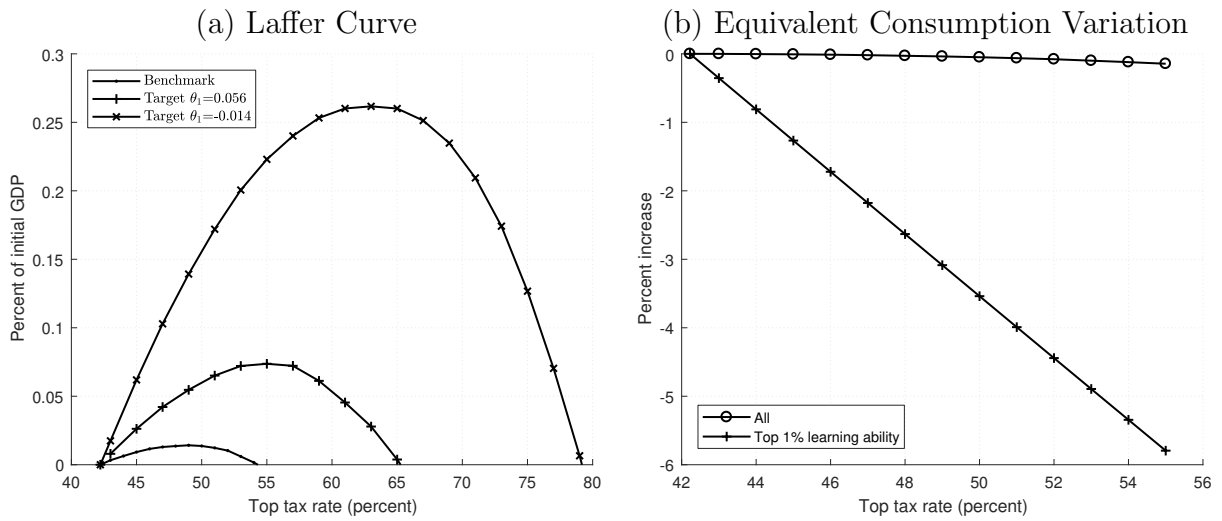 (a) Laffer Curve
0.3
0.25
0.2
0.15
0.1
0.05
0
Percent of initial GDP
Benchmark
Target θ₁=0.056
Target θ₁=-0.014
40 45 50 55 60 65 70 75 80
Top tax rate (percent)
(b) Equivalent Consumption Variation
0
-1
-2
-3
-4
-5
-6
Percent increase
All
Top 1% learning ability
42 44 46 48 50 52 54 56
Top tax rate (percent)